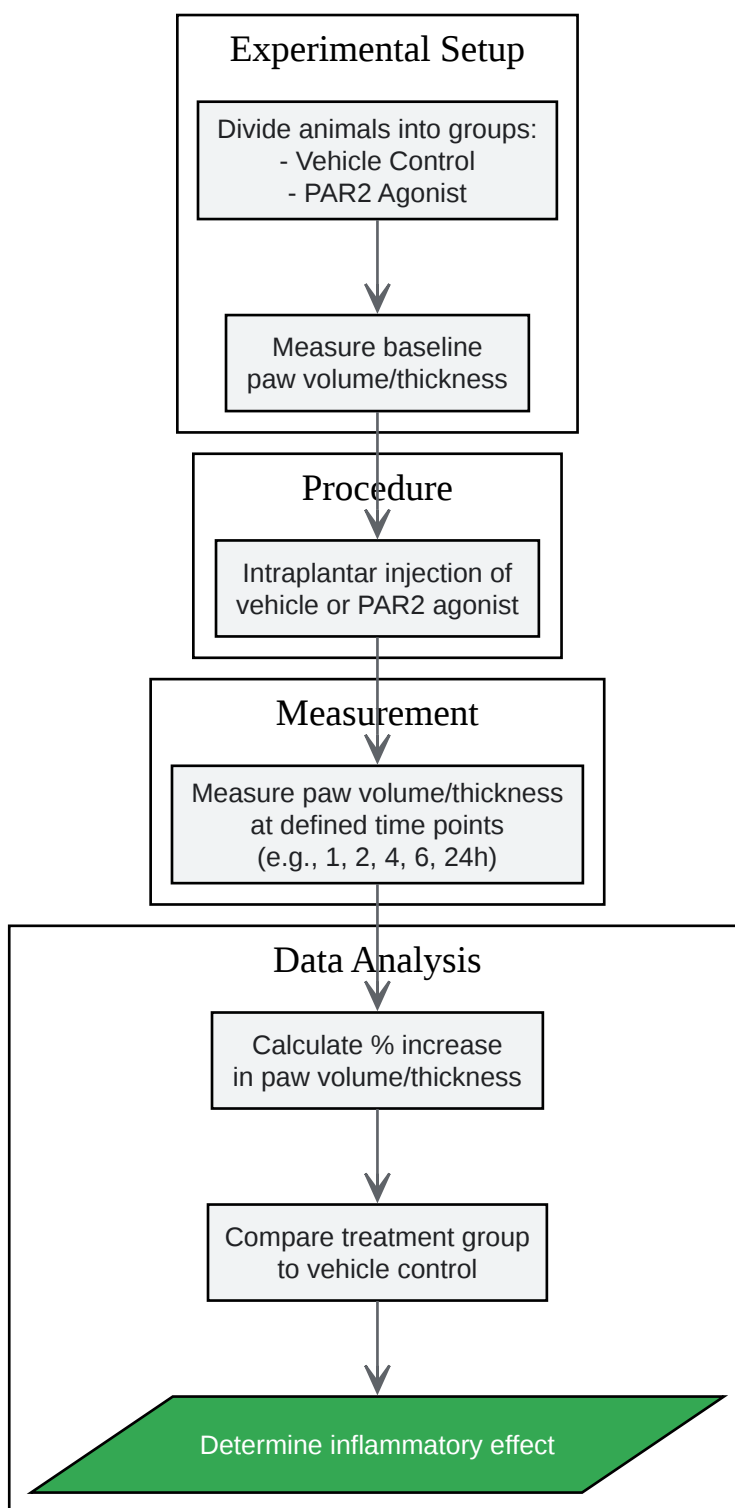 Experimental Setup
Divide animals into groups:
- Vehicle Control
- PAR2 Agonist
Measure baseline
paw volume/thickness
Procedure
Intraplantar injection of
vehicle or PAR2 agonist
Measurement
Measure paw volume/thickness
at defined time points
(e.g., 1, 2, 4, 6, 24h)
Data Analysis
Calculate % increase
in paw volume/thickness
Compare treatment group
to vehicle control
Determine inflammatory effect